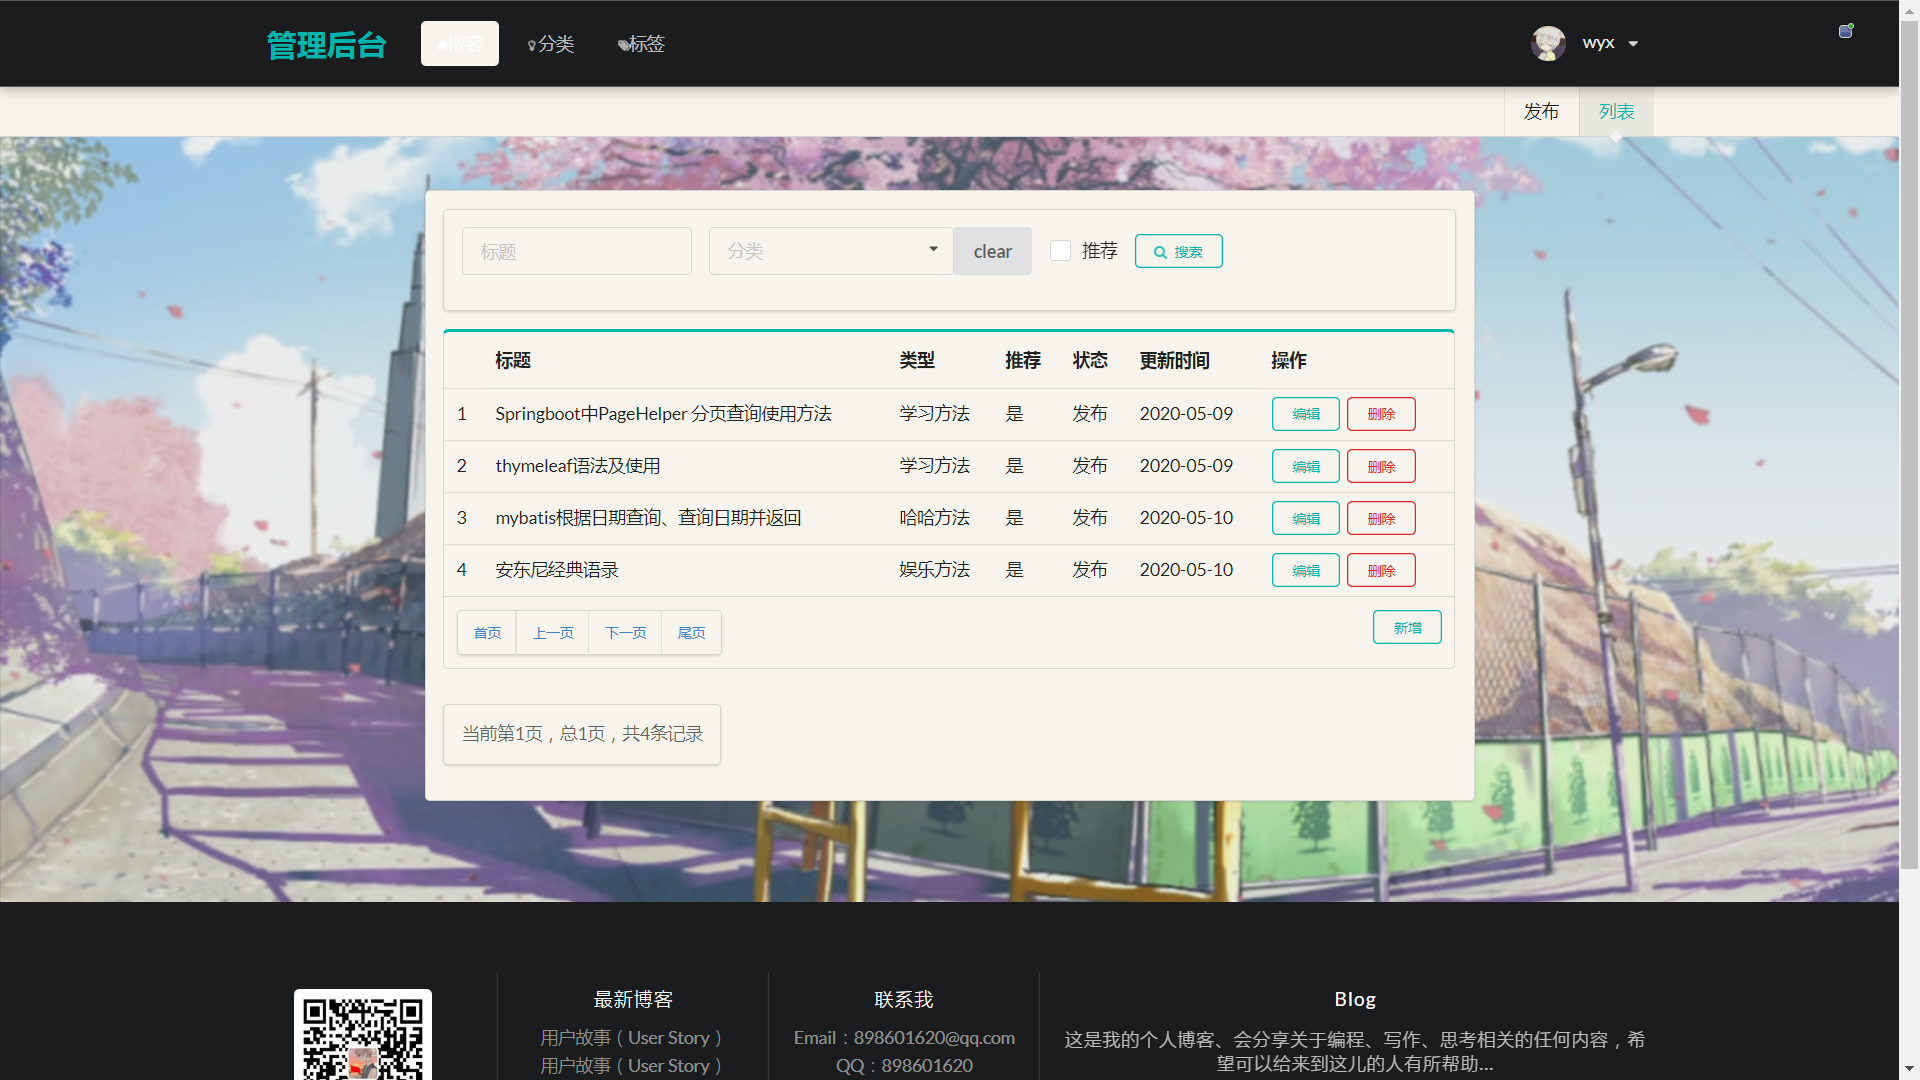 管理后台 博客 分类 标签 wyx
发布 列表
标题 分类 clear 推荐 搜索
标题 类型 推荐 状态 更新时间 操作
1 Springboot中PageHelper 分页查询使用方法 学习方法 是 发布 2020-05-09 编辑 删除
2 thymeleaf语法及使用 学习方法 是 发布 2020-05-09 编辑 删除
3 mybatis根据日期查询、查询日期并返回 哈哈方法 是 发布 2020-05-10 编辑 删除
4 安东尼经典语录 娱乐方法 是 发布 2020-05-10 编辑 删除
首页 上一页 下一页 尾页 新增
当前第1页，总1页，共4条记录
最新博客
用户故事（User Story）
用户故事（User Story）
联系我
Email：898601620@qq.com
QQ：898601620
Blog
这是我的个人博客、会分享关于编程、写作、思考相关的任何内容，希
望可以给来到这儿的人有所帮助...